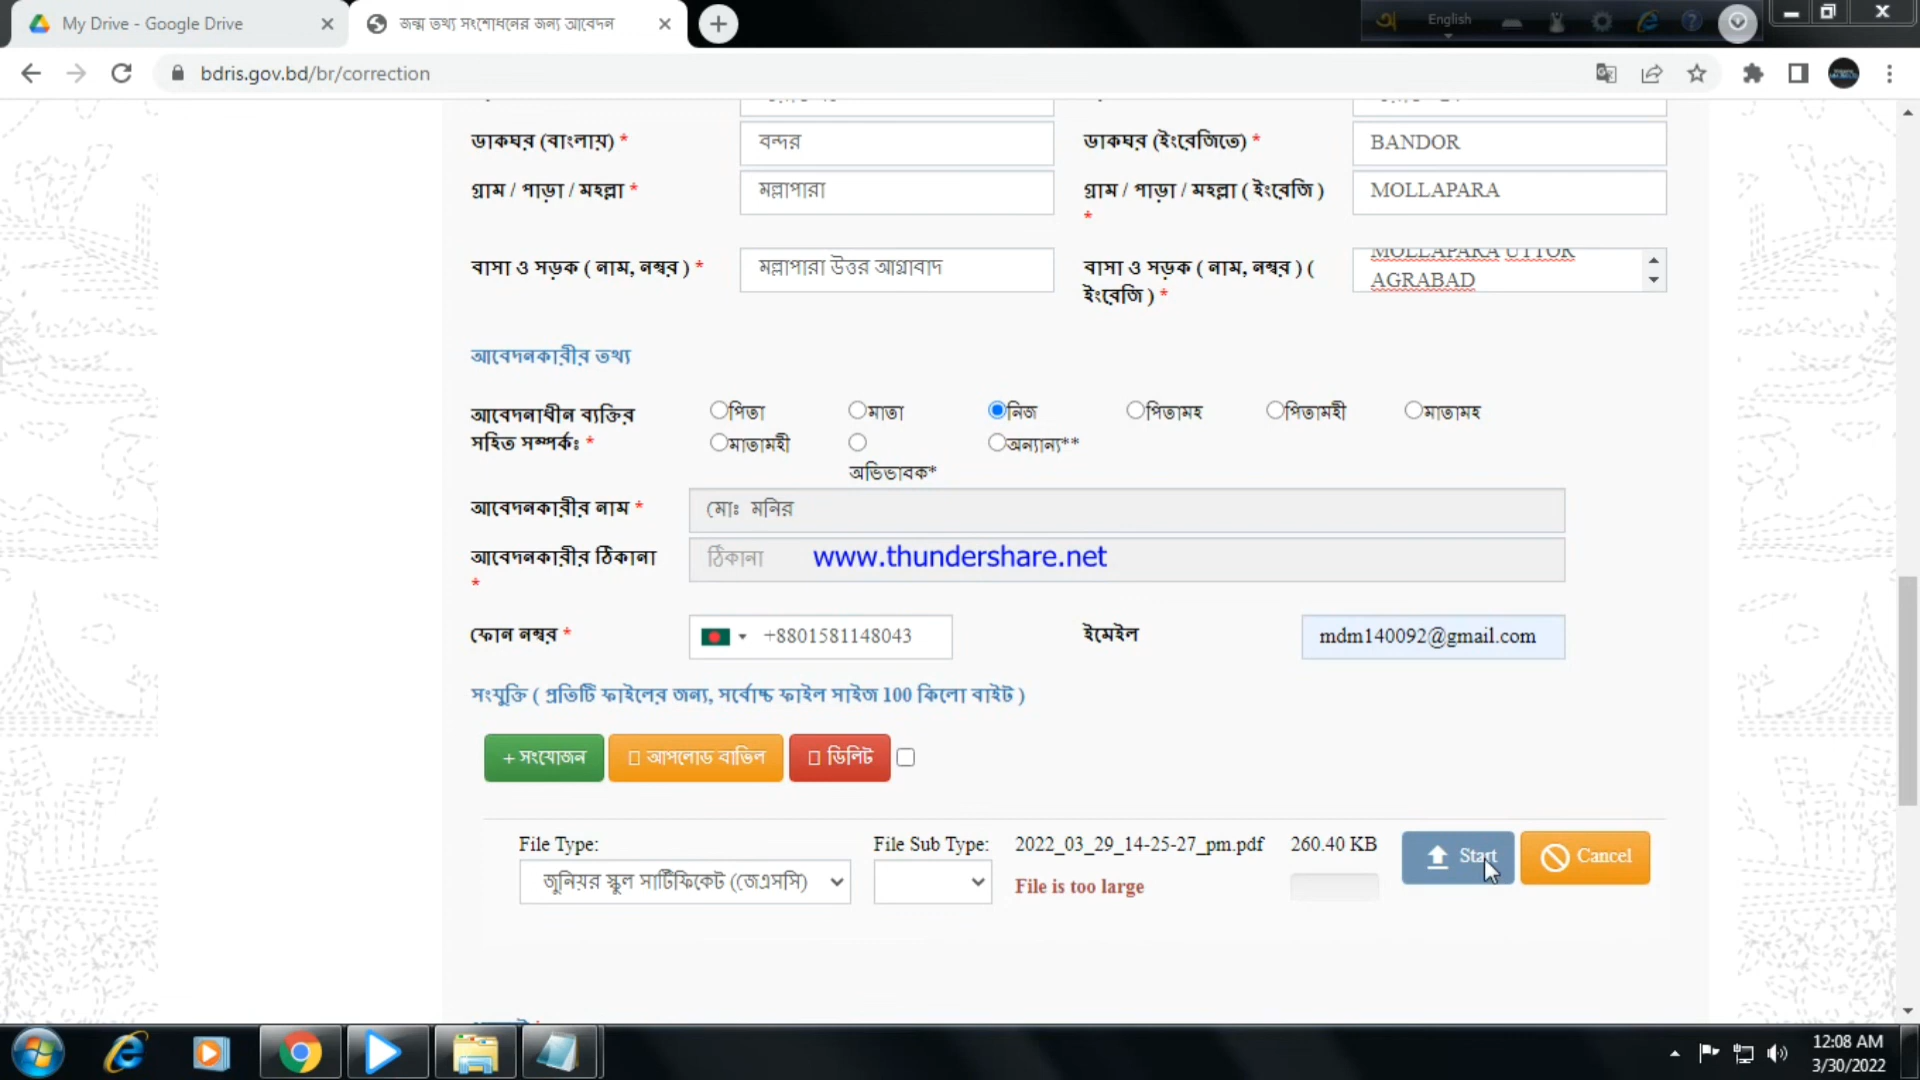 My Drive - Google Drive
জন্ম তথ্য সংশোধনের জন্য আবেদন
English
bdris.gov.bd/br/correction
ডাকঘর (বাংলায়) *
বন্দর
ডাকঘর (ইংরেজিতে) *
BANDOR
গ্রাম / পাড়া / মহল্লা *
মল্লাপারা
গ্রাম / পাড়া / মহল্লা ( ইংরেজি )
*
MOLLAPARA
বাসা ও সড়ক ( নাম, নম্বর ) *
মল্লাপারা উত্তর আগ্রাবাদ
বাসা ও সড়ক ( নাম, নম্বর ) (
ইংরেজি ) *
MOLLAPARA UTTOR
AGRABAD
আবেদনকারীর তথ্য
আবেদনাধীন ব্যক্তির
সহিত সম্পর্কঃ *
পিতা
মাতা
নিজ
পিতামহ
পিতামহী
মাতামহ
মাতামহী
অভিভাবক*
অন্যান্য**
আবেদনকারীর নাম *
মোঃ মনির
আবেদনকারীর ঠিকানা
*
ঠিকানা
www.thundershare.net
ফোন নম্বর *
+8801581148043
ইমেইল
mdm140092@gmail.com
সংযুক্তি ( প্রতিটি ফাইলের জন্য, সর্বোচ্চ ফাইল সাইজ 100 কিলো বাইট )
+ সংযোজন
আপলোড বাতিল
ডিলিট
File Type:
File Sub Type:
2022_03_29_14-25-27_pm.pdf
260.40 KB
Start
Cancel
জুনিয়র স্কুল সার্টিফিকেট (জেএসসি)
File is too large
12:08 AM
3/30/2022